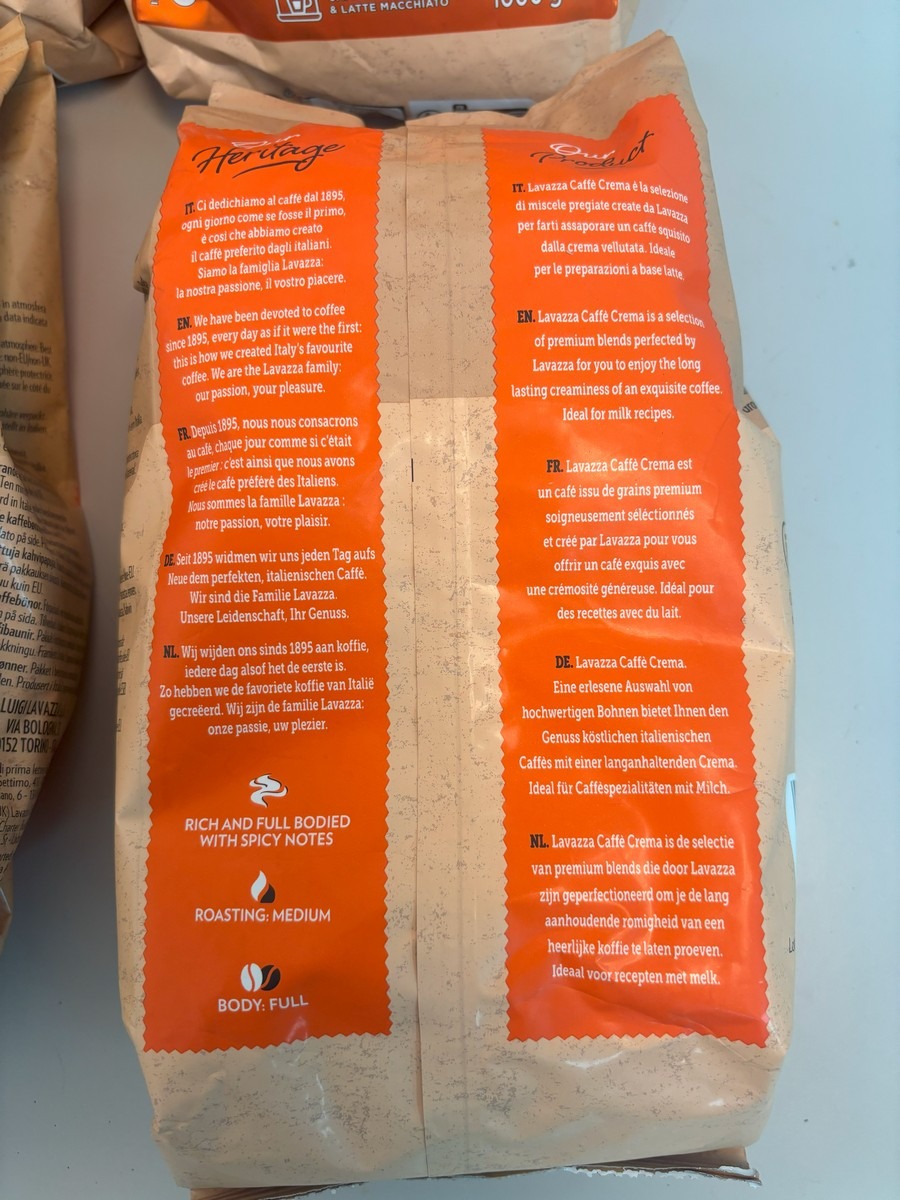 & LATTE MACCHIATO
Our
Heritage
IT. Ci dedichiamo al caffè dal 1895,
ogni giorno come se fosse il primo,
è così che abbiamo creato
il caffè preferito dagli italiani.
Siamo la famiglia Lavazza:
la nostra passione, il vostro piacere.
EN. We have been devoted to coffee
since 1895, every day as if it were the first:
this is how we created Italy's favourite
coffee. We are the Lavazza family:
our passion, your pleasure.
FR. Depuis 1895, nous nous consacrons
au café, chaque jour comme si c'était
le premier : c'est ainsi que nous avons
créé le café préféré des Italiens.
Nous sommes la famille Lavazza :
notre passion, votre plaisir.
DE. Seit 1895 widmen wir uns jeden Tag aufs
Neue dem perfekten, italienischen Caffè.
Wir sind die Familie Lavazza.
Unsere Leidenschaft, Ihr Genuss.
NL. Wij wijden ons sinds 1895 aan koffie,
iedere dag alsof het de eerste is.
Zo hebben we de favoriete koffie van Italië
gecreëerd. Wij zijn de familie Lavazza:
onze passie, uw plezier.
RICH AND FULL BODIED
WITH SPICY NOTES
ROASTING: MEDIUM
BODY: FULL
Our
Product
IT. Lavazza Caffè Crema è la selezione
di miscele pregiate create da Lavazza
per farti assaporare un caffè squisito
dalla crema vellutata. Ideale
per le preparazioni a base latte.
EN. Lavazza Caffè Crema is a selection
of premium blends perfected by
Lavazza for you to enjoy the long
lasting creaminess of an exquisite coffee.
Ideal for milk recipes.
FR. Lavazza Caffè Crema est
un café issu de grains premium
soigneusement séléctionnés
et créé par Lavazza pour vous
offrir un café exquis avec
une crémosité généreuse. Idéal pour
des recettes avec du lait.
DE. Lavazza Caffè Crema.
Eine erlesene Auswahl von
hochwertigen Bohnen bietet Ihnen den
Genuss köstlichen italienischen
Caffés mit einer langanhaltenden Crema.
Ideal für Cafféspezialitäten mit Milch.
NL. Lavazza Caffè Crema is de selectie
van premium blends die door Lavazza
zijn geperfectioneerd om je de lang
aanhoudende romigheid van een
heerlijke koffie te laten proeven.
Ideaal voor recepten met melk.